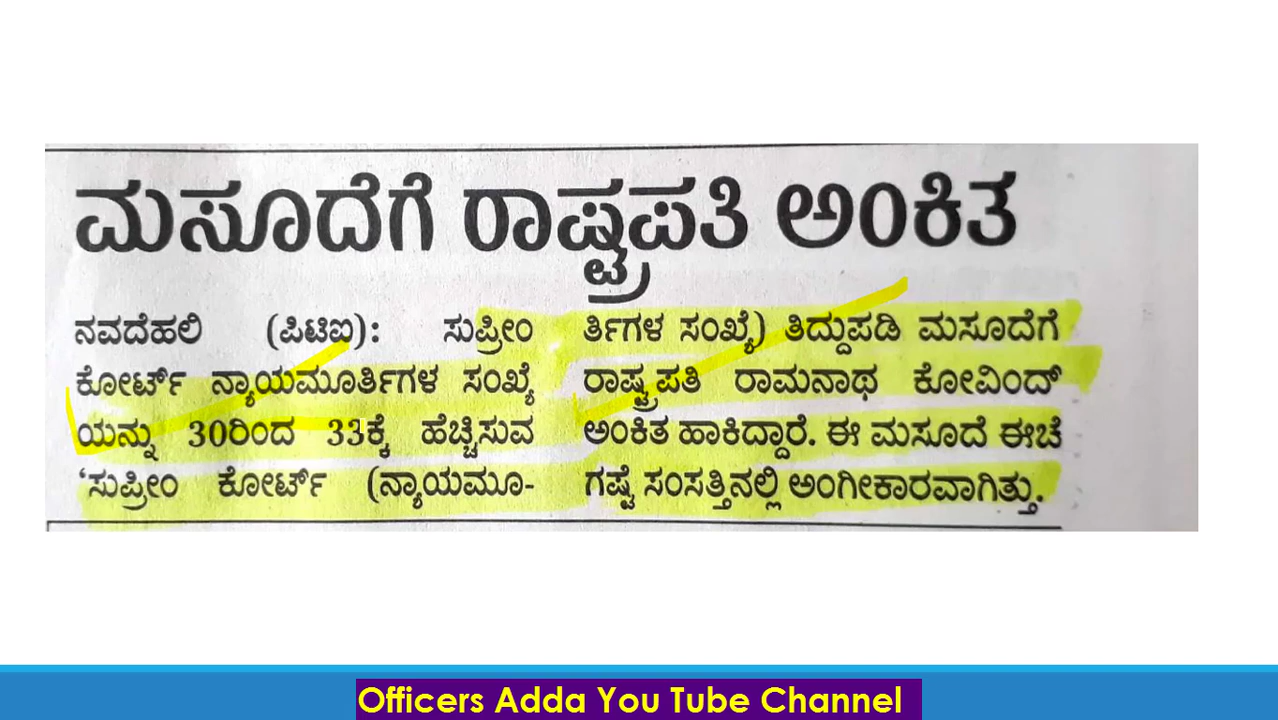 ಮಸೂದೆಗೆ ರಾಷ್ಟ್ರಪತಿ ಅಂಕಿತ
ನವದೆಹಲಿ (ಪಿಟಿಐ): ಸುಪ್ರೀಂ
ಕೋರ್ಟ್ ನ್ಯಾಯಮೂರ್ತಿಗಳ ಸಂಖ್ಯೆ
ಯನ್ನು 30ರಿಂದ 33ಕ್ಕೆ ಹೆಚ್ಚಿಸುವ
‘ಸುಪ್ರೀಂ ಕೋರ್ಟ್ (ನ್ಯಾಯಮೂ-
ರ್ತಿಗಳ ಸಂಖ್ಯೆ) ತಿದ್ದುಪಡಿ ಮಸೂದೆಗೆ
ರಾಷ್ಟ್ರಪತಿ ರಾಮನಾಥ ಕೋವಿಂದ್
ಅಂಕಿತ ಹಾಕಿದ್ದಾರೆ. ಈ ಮಸೂದೆ ಈಚೆ
ಗಷ್ಟೆ ಸಂಸತ್ತಿನಲ್ಲಿ ಅಂಗೀಕಾರವಾಗಿತ್ತು.
Officers Adda You Tube Channel